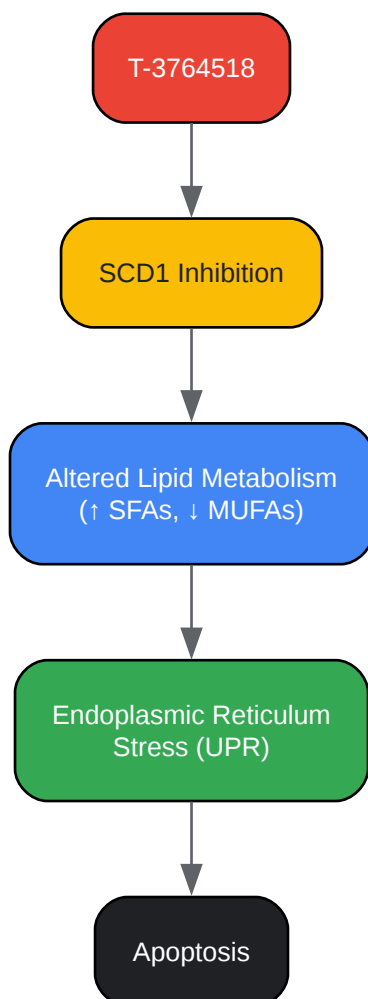 T-3764518
SCD1 Inhibition
Altered Lipid Metabolism
(↑ SFAs, ↓ MUFAs)
Endoplasmic Reticulum
Stress (UPR)
Apoptosis